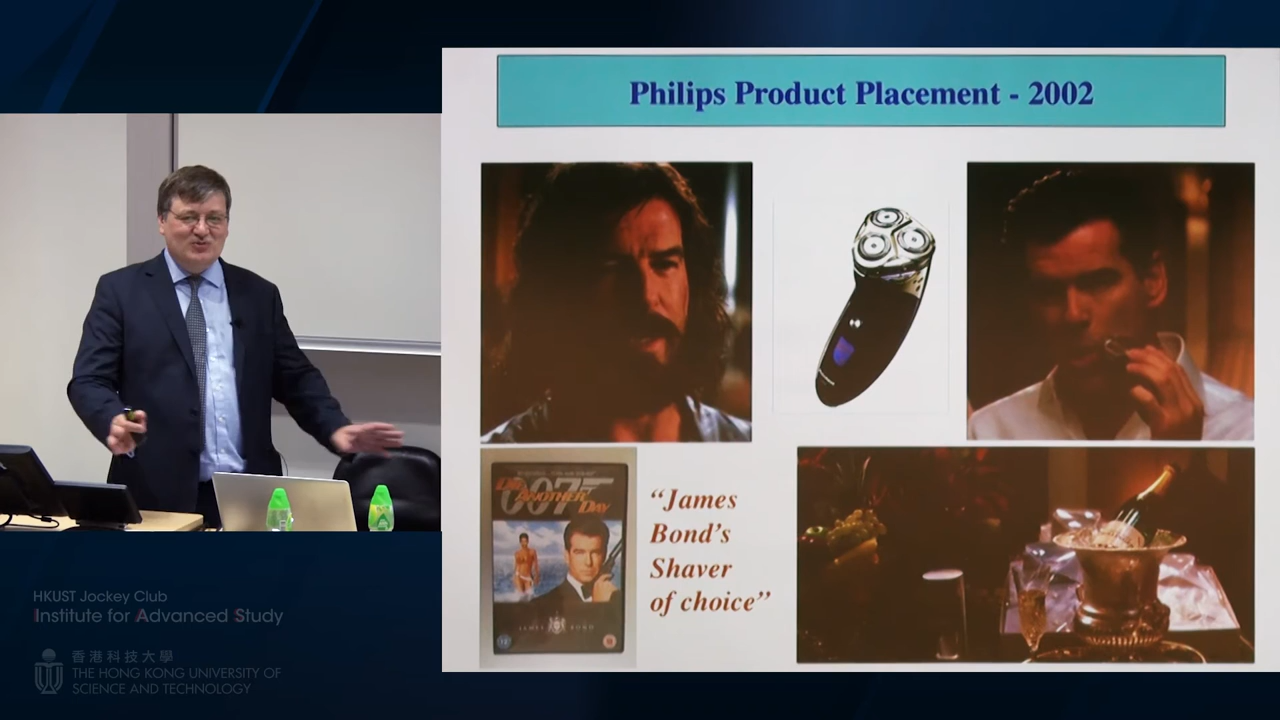 Philips Product Placement - 2002
007
DIE ANOTHER DAY
JAMES BOND
“James
Bond’s
Shaver
of choice”
HKUST Jockey Club
Institute for Advanced Study
香港科技大學
THE HONG KONG UNIVERSITY OF
SCIENCE AND TECHNOLOGY